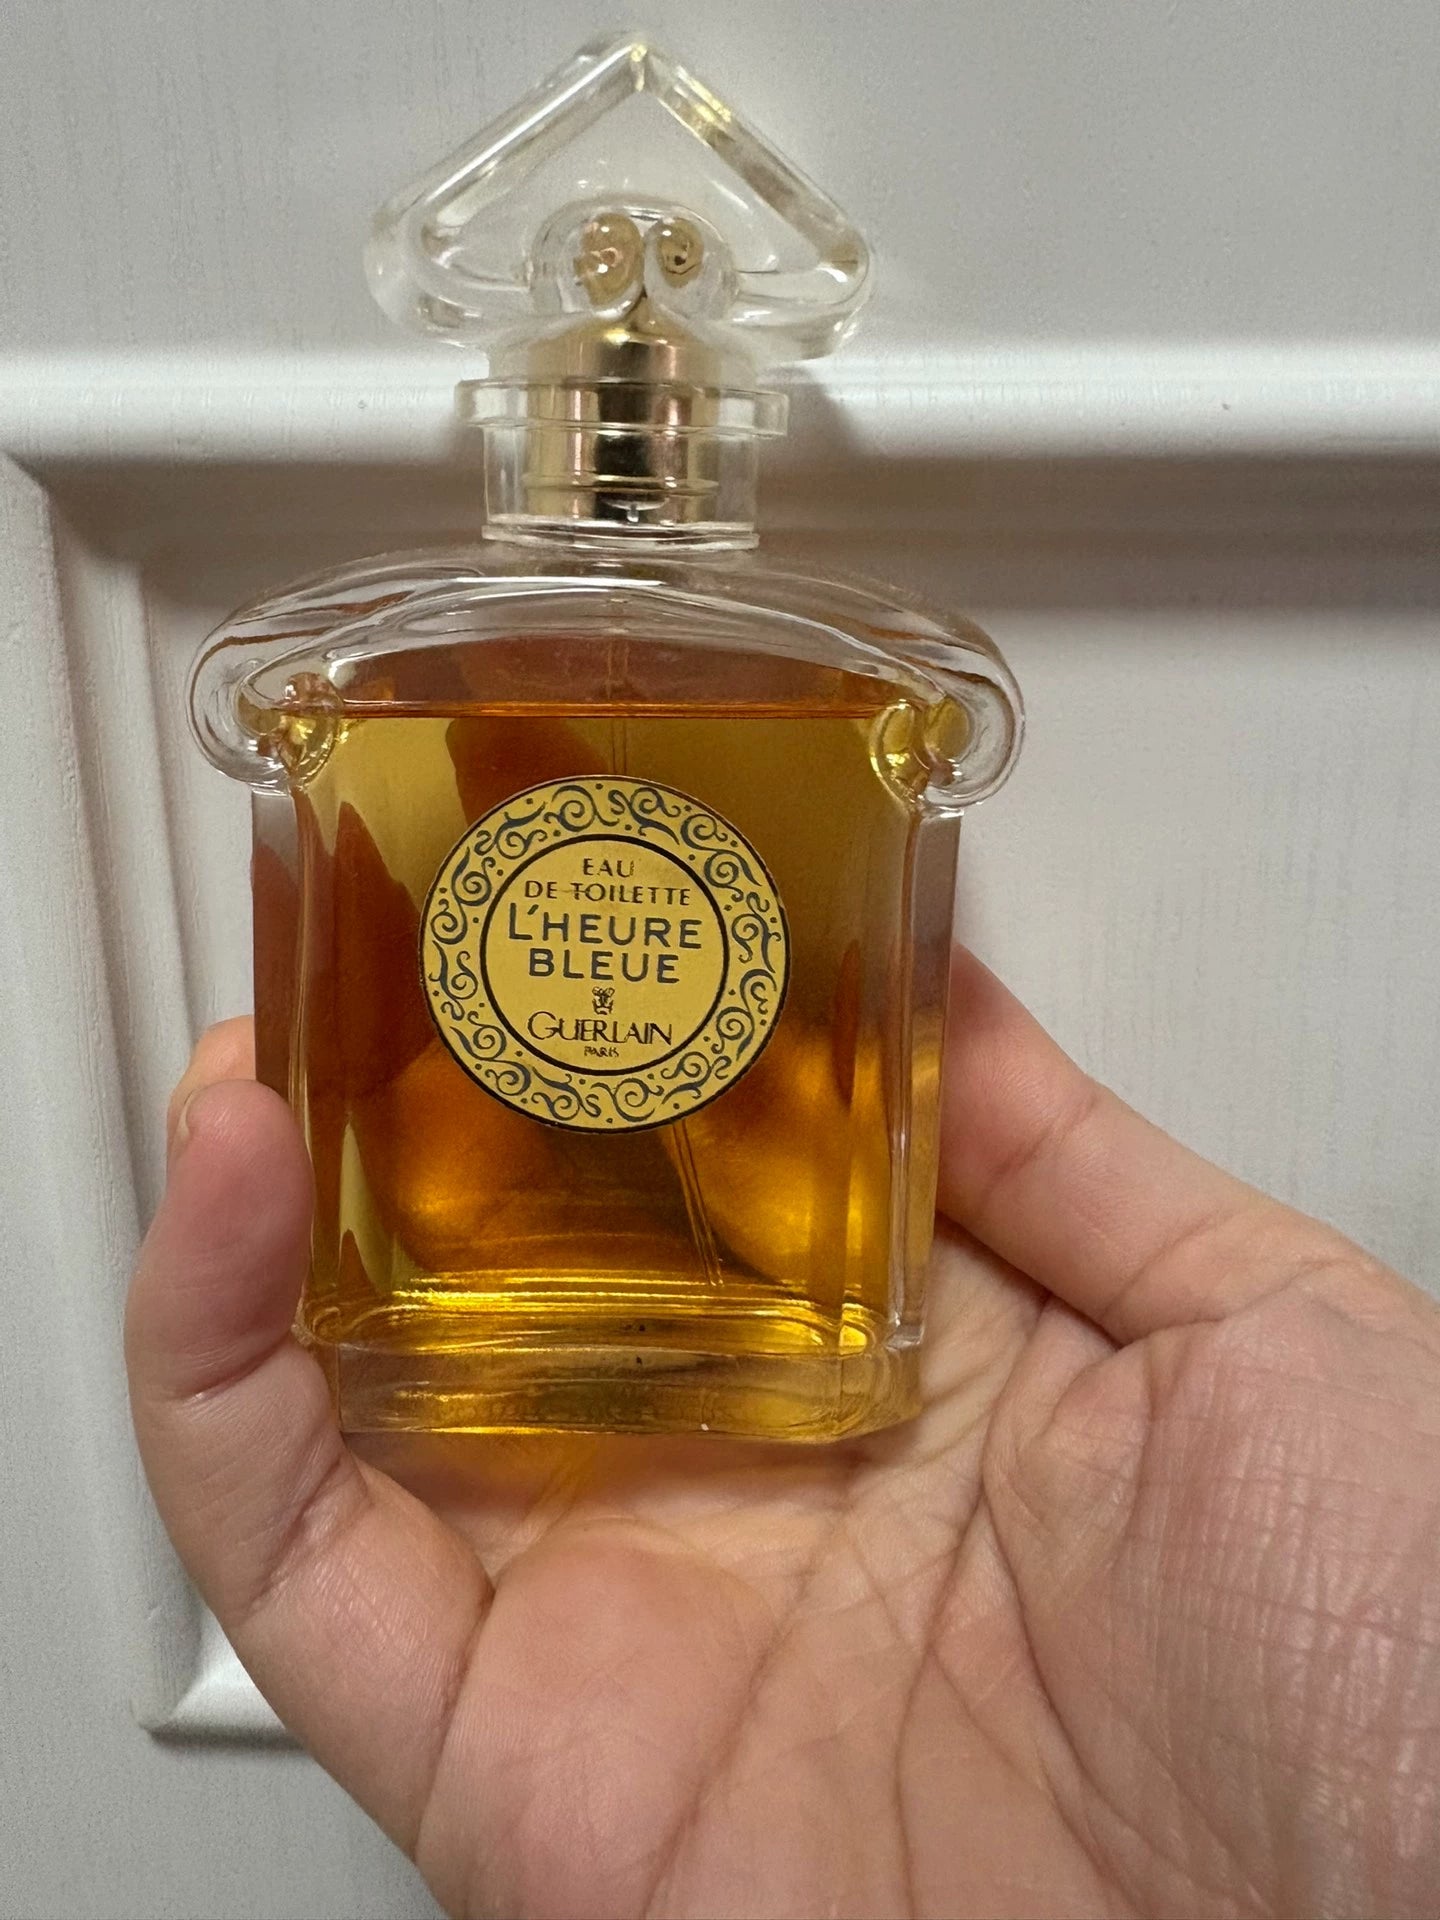 EAU
DE TOILETTE
L'HEURE
BLEUE
GUERLAIN
PARIS